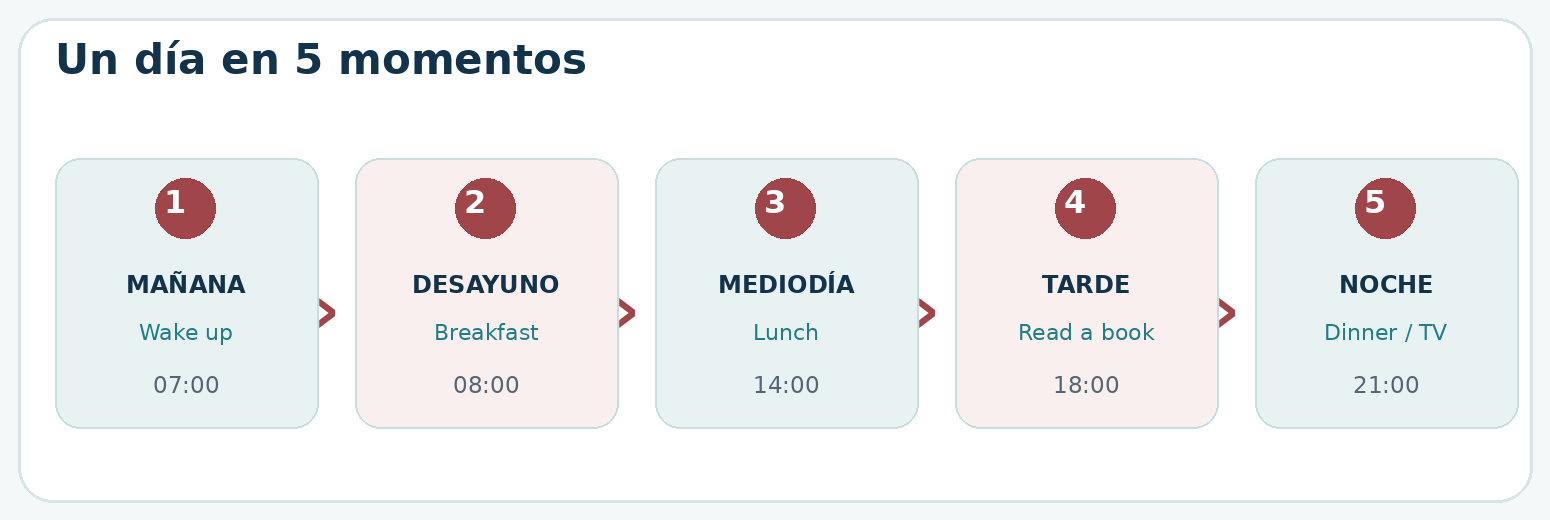 Un día en 5 momentos
1
MAÑANA
Wake up
07:00
2
DESAYUNO
Breakfast
08:00
3
MEDIODÍA
Lunch
14:00
4
TARDE
Read a book
18:00
5
NOCHE
Dinner / TV
21:00